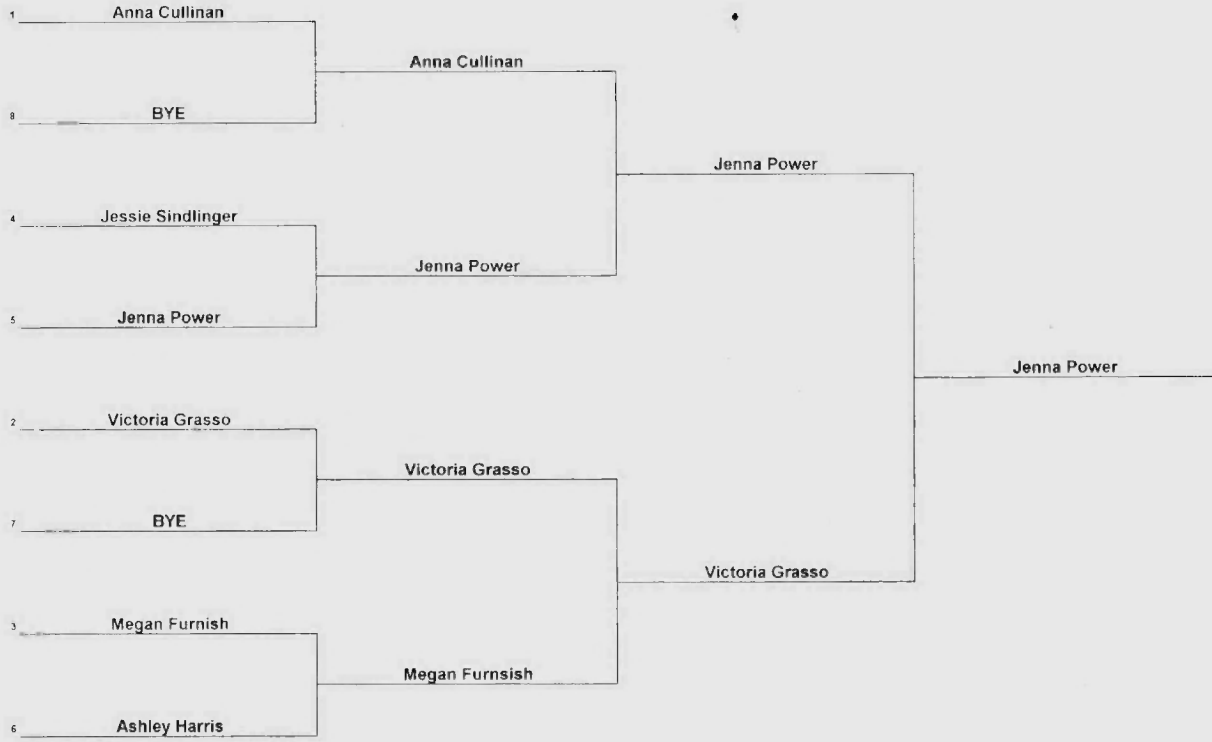 1 Anna Cullinan
Anna Cullinan
8 BYE
Jenna Power
4 Jessie Sindlinger
Jenna Power
5 Jenna Power
Jenna Power
2 Victoria Grasso
Victoria Grasso
7 BYE
Victoria Grasso
3 Megan Furnish
Megan Furnsish
6 Ashley Harris